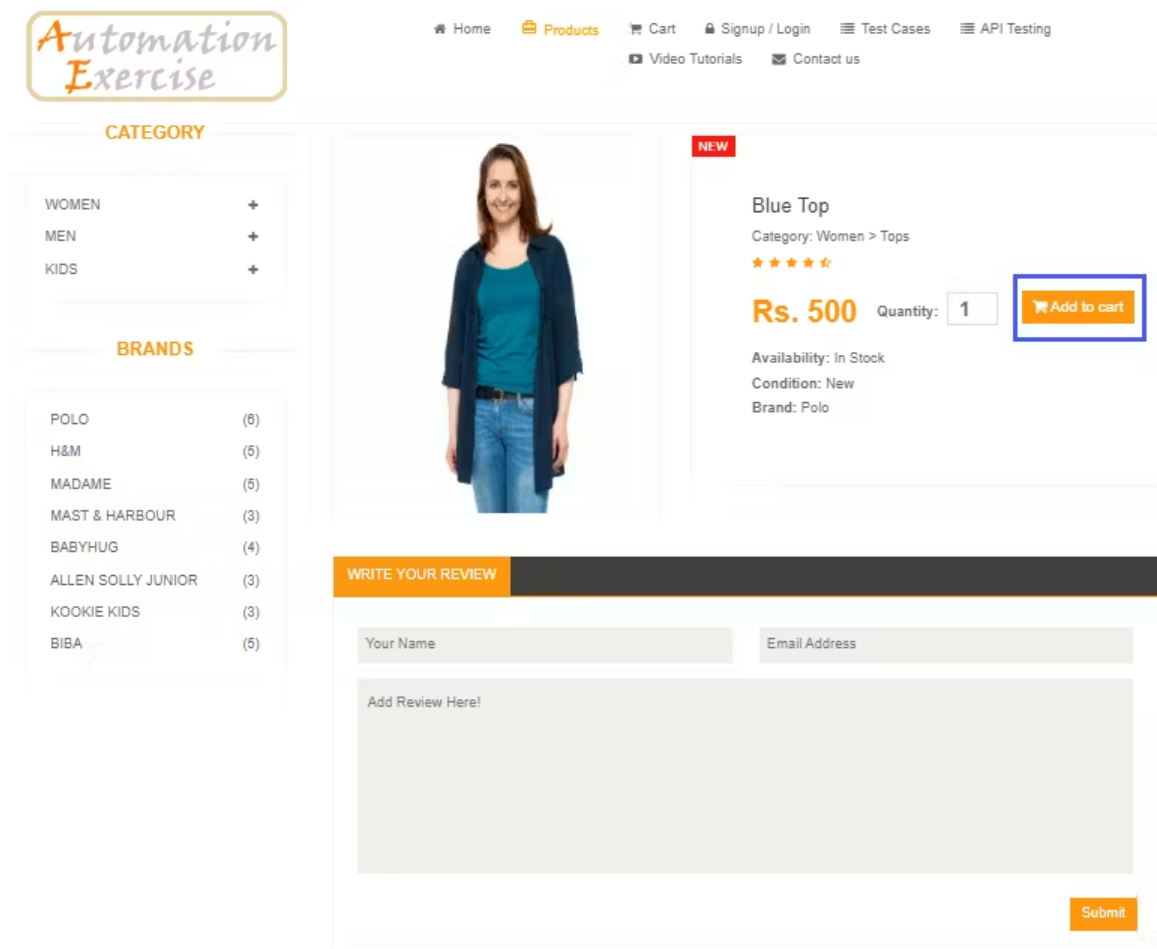 Automation
Exercise
Home Products Cart Signup / Login Test Cases API Testing
Video Tutorials Contact us
CATEGORY
WOMEN +
MEN +
KIDS +
BRANDS
POLO (6)
H&M (5)
MADAME (5)
MAST & HARBOUR (3)
BABYHUG (4)
ALLEN SOLLY JUNIOR (3)
KOOKIE KIDS (3)
BIBA (5)
NEW
Blue Top
Category: Women > Tops
Rs. 500 Quantity: 1 Add to cart
Availability: In Stock
Condition: New
Brand: Polo
WRITE YOUR REVIEW
Your Name Email Address
Add Review Here!
Submit